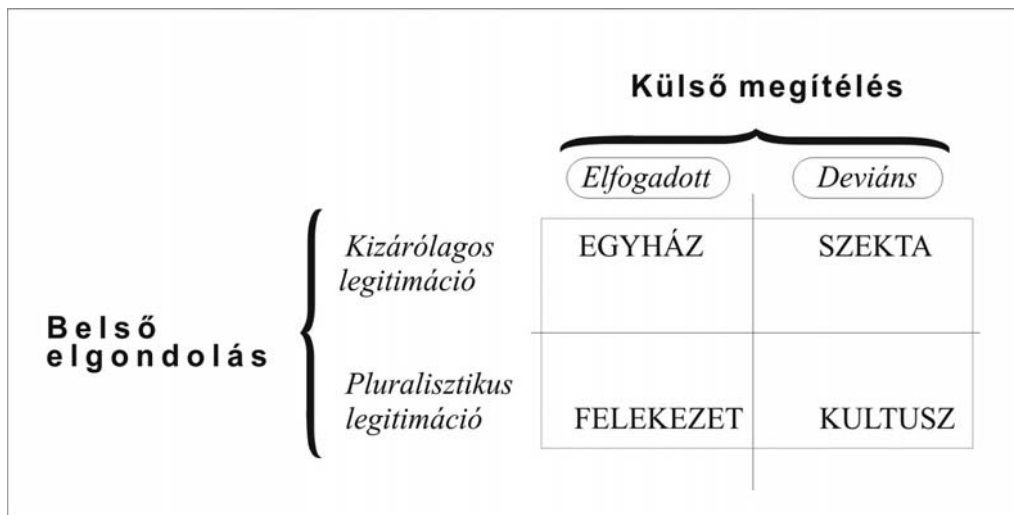 Külső megítélés
Elfogadott Deviáns
Kizárólagos
legitimáció
EGYHÁZ SZEKTA
Belső
elgondolás
Pluralisztikus
legitimáció
FELEKEZET KULTUSZ